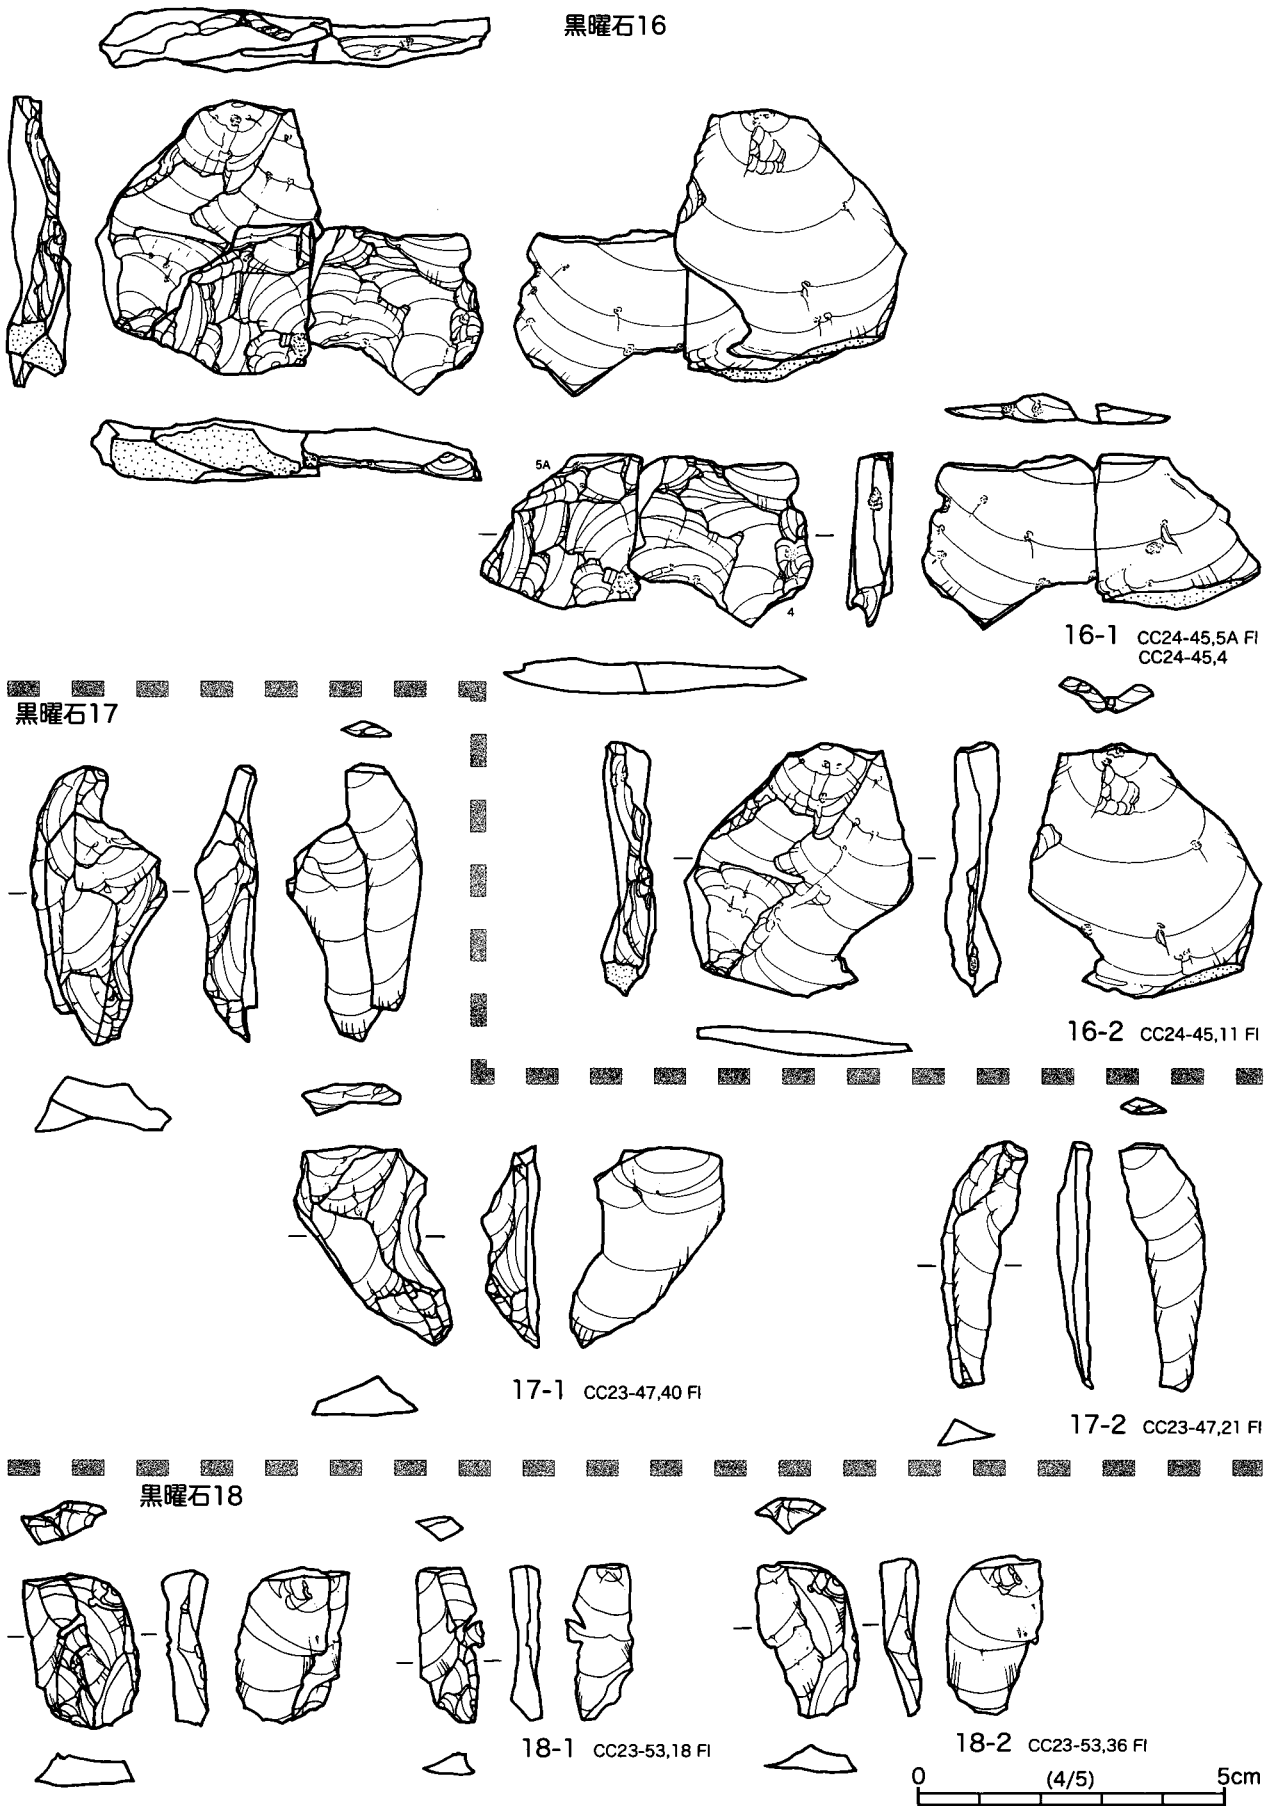 黒曜石16
5A
4
16-1 CC24-45,5A Fl
CC24-45,4
黒曜石17
16-2 CC24-45,11 Fl
17-1 CC23-47,40 Fl
17-2 CC23-47,21 Fl
黒曜石18
18-1 CC23-53,18 Fl
18-2 CC23-53,36 Fl
0 (4/5) 5cm